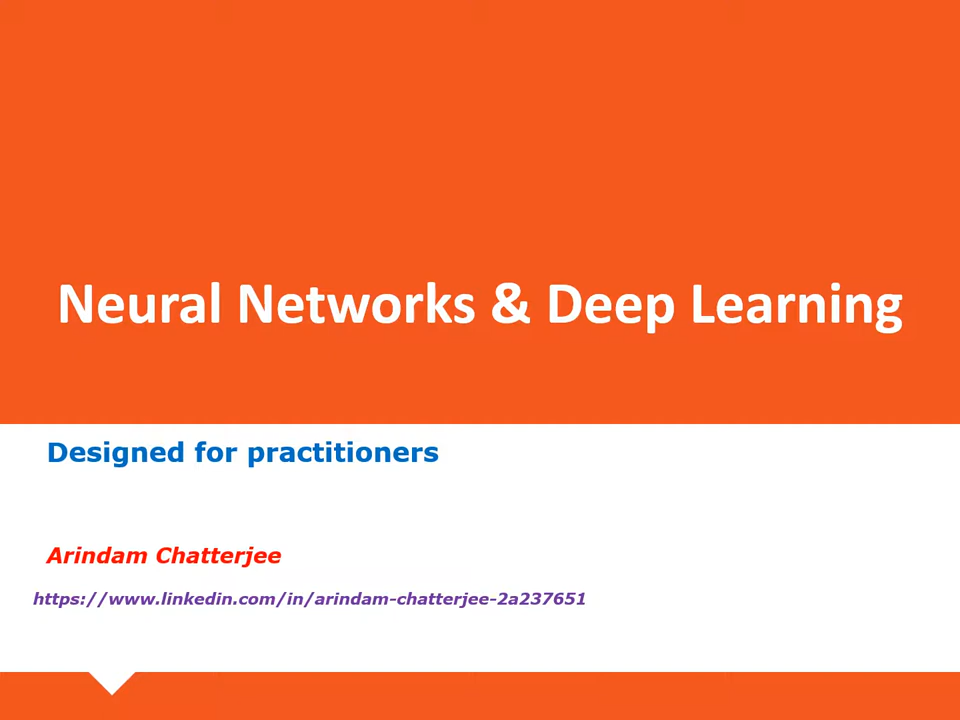 Neural Networks & Deep Learning
Designed for practitioners
Arindam Chatterjee
https://www.linkedin.com/in/arindam-chatterjee-2a237651